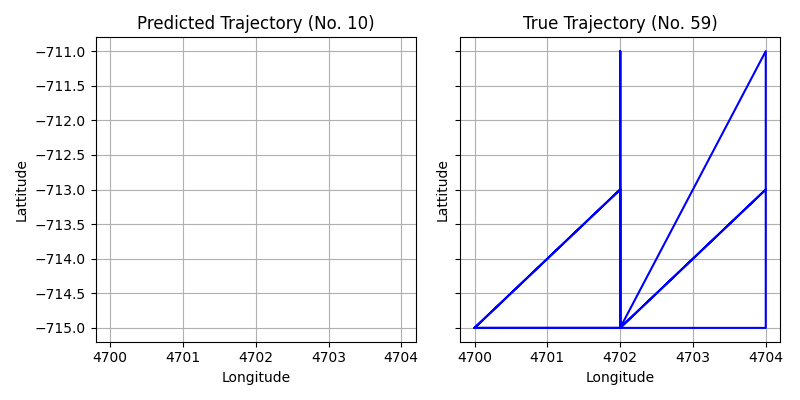 Predicted Trajectory (No. 10)
True Trajectory (No. 59)
Lattitude
−711.0
−711.5
−712.0
−712.5
−713.0
−713.5
−714.0
−714.5
−715.0
4700 4701 4702 4703 4704
Longitude
Lattitude
4700 4701 4702 4703 4704
Longitude